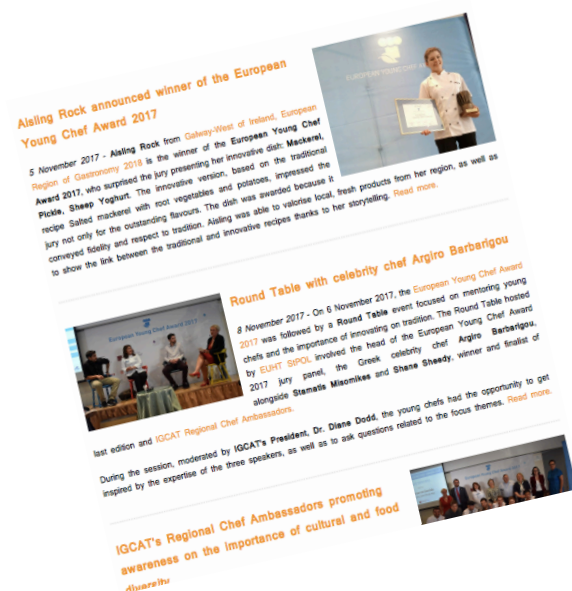 Aisling Rock announced winner of the European
Young Chef Award 2017
5 November 2017 - Aisling Rock from Galway-West of Ireland, European
Region of Gastronomy 2018 is the winner of the European Young Chef
Award 2017, who surprised the jury presenting her innovative dish: Mackerel,
Pickle, Sheep Yoghurt. The innovative version, based on the traditional
recipe Salted mackerel with root vegetables and potatoes, impressed the
jury not only for the outstanding flavours. The dish was awarded because it
conveyed fidelity and respect to tradition. Aisling was able to valorise local, fresh products from her region, as well as
to show the link between the traditional and innovative recipes thanks to her storytelling. Read more.
EUROPEAN YOUNG CHEF
Round Table with celebrity chef Argiro Barbarigou
European Young Chef Award 2017
8 November 2017 - On 6 November 2017, the European Young Chef Award
2017 was followed by a Round Table event focused on mentoring young
chefs and the importance of innovating on tradition. The Round Table hosted
by EUHT StPOL involved the head of the European Young Chef Award
2017 jury panel, the Greek celebrity chef Argiro Barbarigou,
alongside Stamatis Misomikes and Shane Sheedy, winner and finalist of
last edition and IGCAT Regional Chef Ambassadors.
During the session, moderated by IGCAT's President, Dr. Diane Dodd, the young chefs had the opportunity to get
inspired by the expertise of the three speakers, as well as to ask questions related to the focus themes. Read more.
IGCAT's Regional Chef Ambassadors promoting
awareness on the importance of cultural and food
diversity